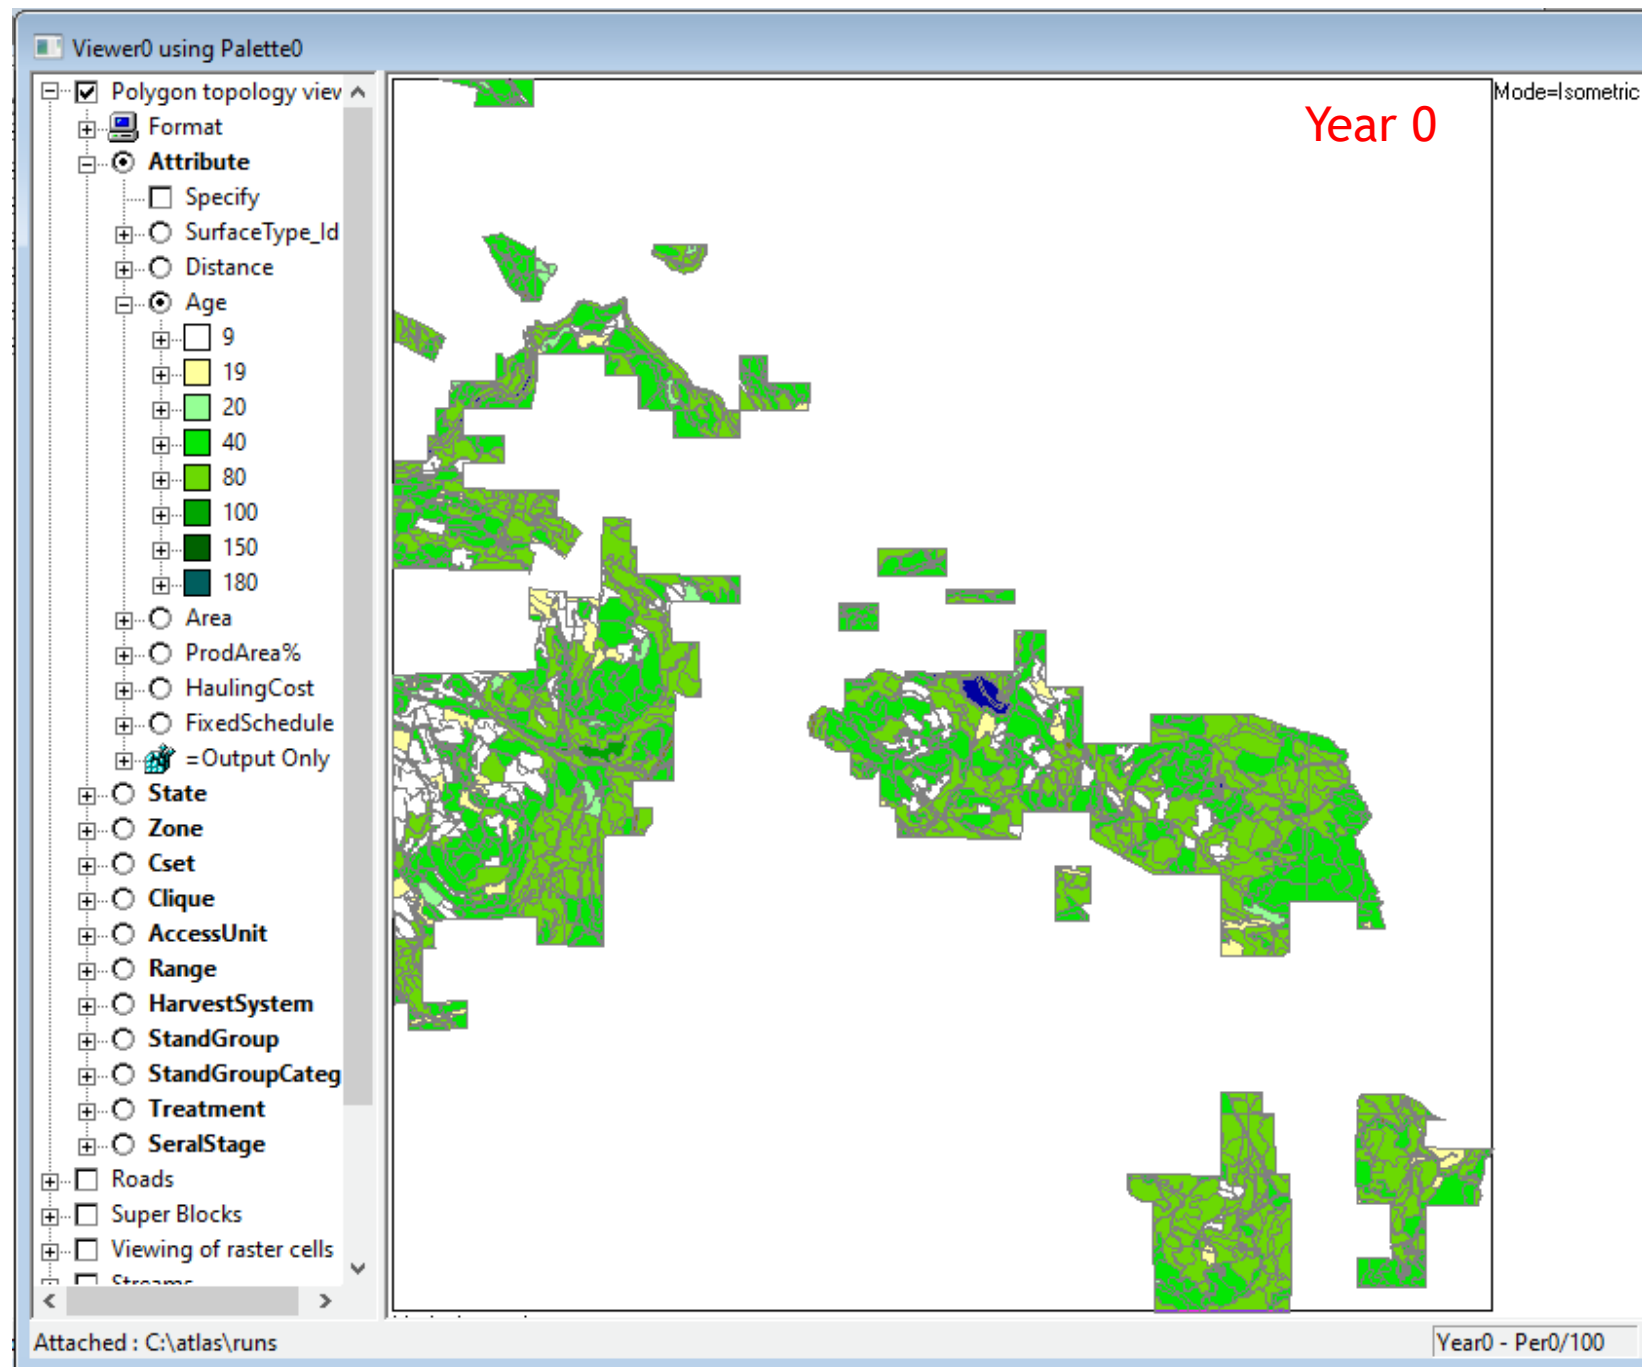 Viewer0 using Palette0
Polygon topology view
Format
Attribute
Specify
SurfaceType_Id
Distance
Age
9
19
20
40
80
100
150
180
Area
ProdArea%
HaulingCost
FixedSchedule
=Output Only
State
Zone
Cset
Clique
AccessUnit
Range
HarvestSystem
StandGroup
StandGroupCateg
Treatment
SeralStage
Roads
Super Blocks
Viewing of raster cells
Streams
Year 0
Mode=Isometric
Attached : C:\atlas\runs
Year0 - Per0/100